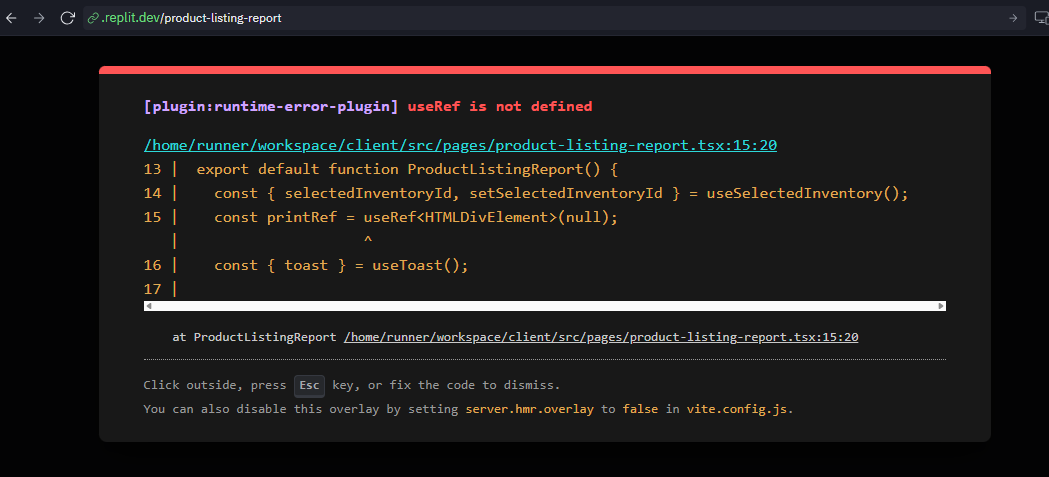 .replit.dev/product-listing-report
[plugin:runtime-error-plugin] useRef is not defined
/home/runner/workspace/client/src/pages/product-listing-report.tsx:15:20
13 | export default function ProductListingReport() {
14 | const { selectedInventoryId, setSelectedInventoryId } = useSelectedInventory();
15 | const printRef = useRef<HTMLDivElement>(null);
| ^
16 | const { toast } = useToast();
17 |
at ProductListingReport /home/runner/workspace/client/src/pages/product-listing-report.tsx:15:20
Click outside, press Esc key, or fix the code to dismiss.
You can also disable this overlay by setting server.hmr.overlay to false in vite.config.js.